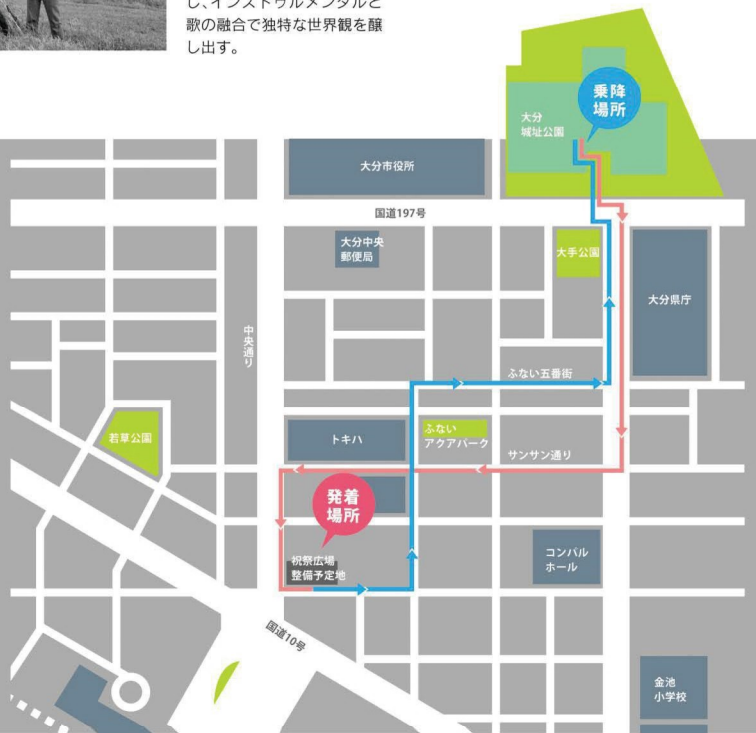 し、インストゥルメンタルと
歌の融合で独特な世界観を醸
し出す。
乗降
場所
大分
城址公園
大分市役所
国道197号
大分中央
郵便局
大手公園
大分県庁
中央通り
ふない五番街
若草公園
トキハ
ふない
アクアパーク
サンサン通り
発着
場所
祝祭広場
整備予定地
コンパル
ホール
国道10号
金池
小学校